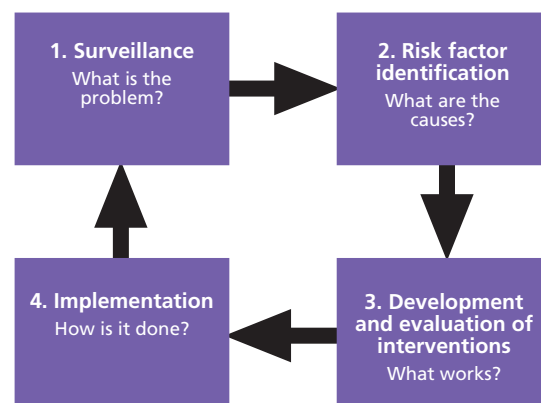 1. Surveillance
What is the
problem?
2. Risk factor
identification
What are the
causes?
3. Development
and evaluation of
interventions
What works?
4. Implementation
How is it done?